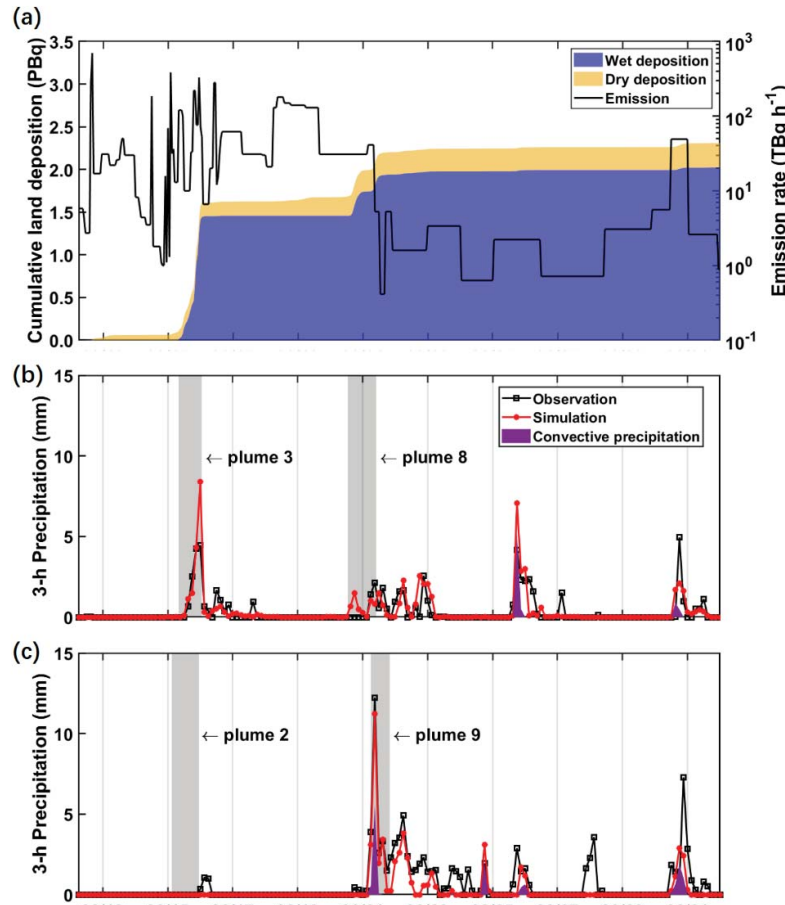 (a)
Cumulative land deposition (PBq)
3.5
3.0
2.5
2.0
1.5
1.0
0.5
0.0
Wet deposition
Dry deposition
Emission
10³
10²
10¹
10⁰
10⁻¹
Emission rate (TBq h⁻¹)
(b)
3-h Precipitation (mm)
15
10
5
0
← plume 3
← plume 8
Observation
Simulation
Convective precipitation
(c)
3-h Precipitation (mm)
15
10
5
0
← plume 2
← plume 9